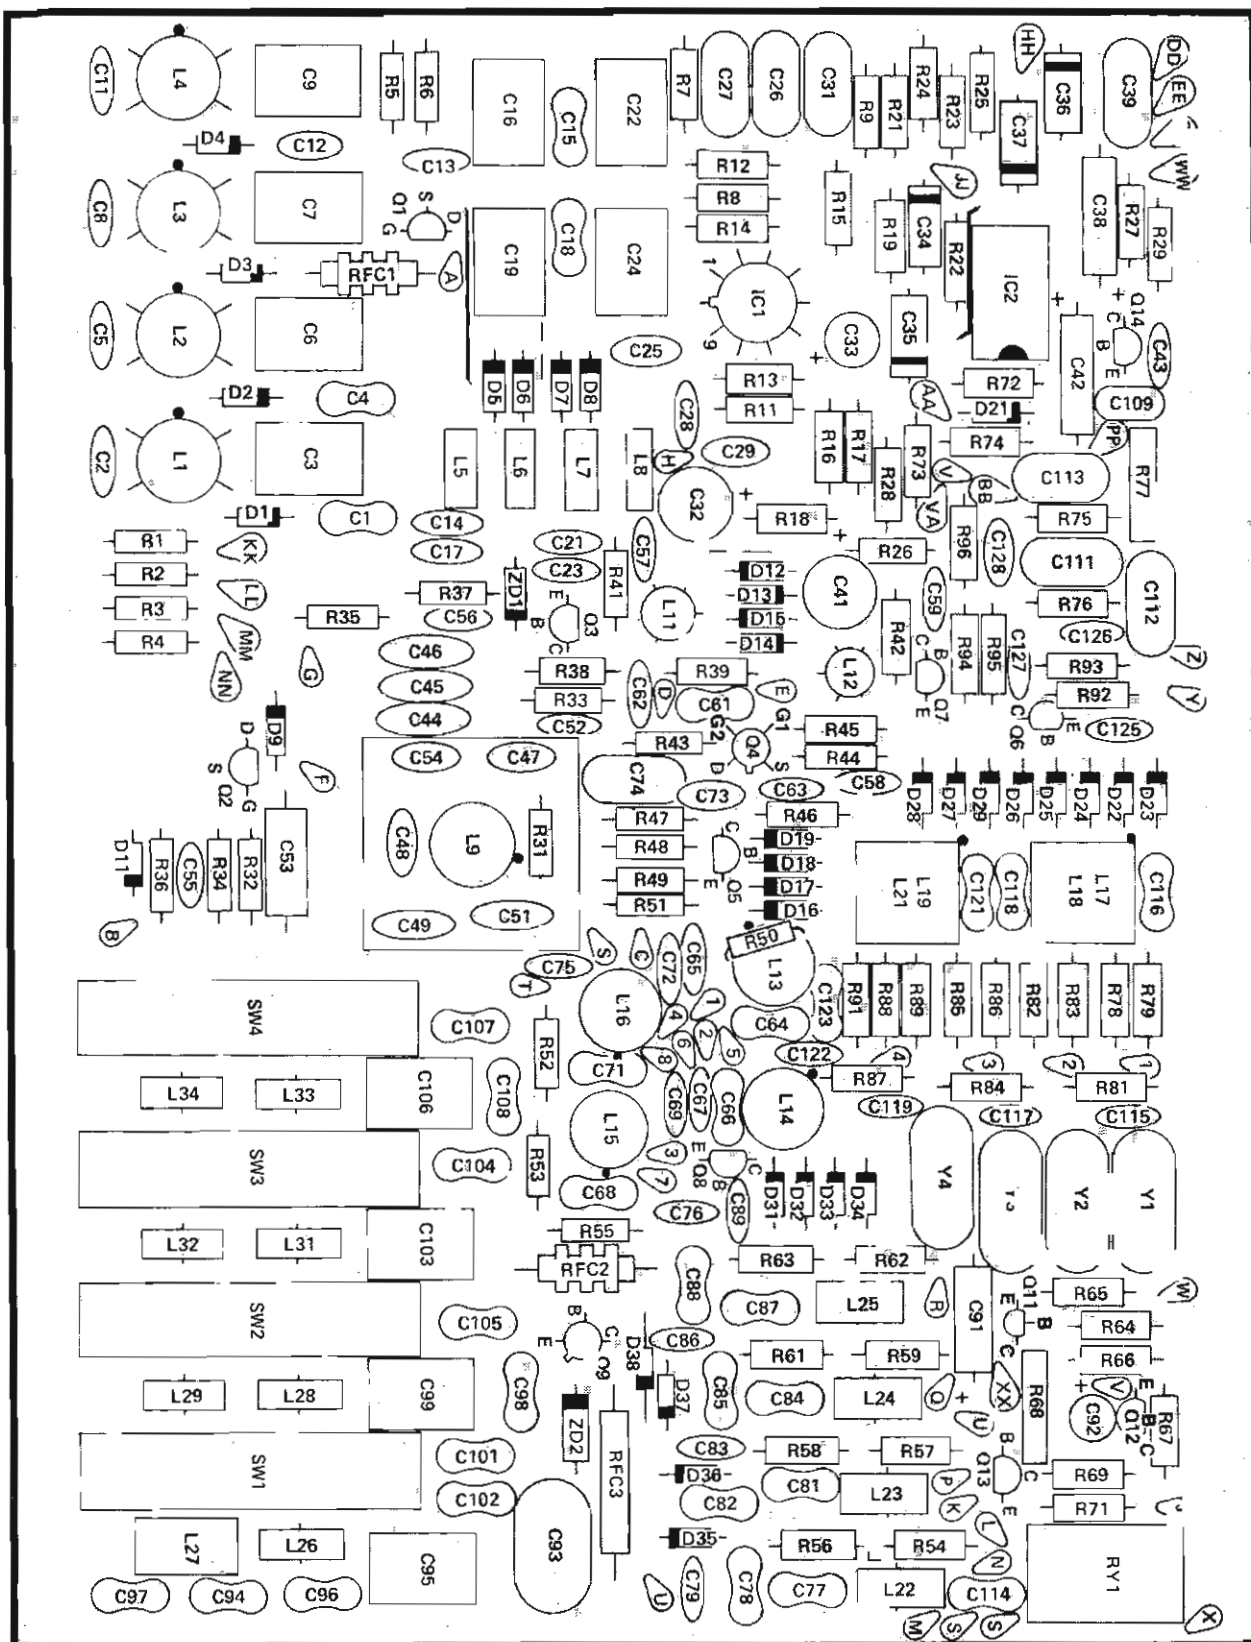 C11 L4 C9 R5 R6 C16 C15 C22 R7 C27 C26 C31 R9 R21 R24 R23 R25 HH C37 C36 C39 DD EE
D4 C12 C13 R12 JJ WW
C8 L3 C7 Q1 S D G C19 C18 C24 R8 R14 R15 R19 C34 R22 C38 R27 R29
D3 RFC1 A 1 IC1 9 IC2 + + Q14 C B E
C5 L2 C6 C25 C33 + C35 C42 C43
D2 C4 D5 D6 D7 D8 R13 R11 C28 AA R72 D21 C109
C2 L1 C3 L5 L6 L7 L8 H C29 R16 R17 R28 R73 V R74 BB PP C113 R77
D1 C1 C14 C32 + R18 + VA R75
R1 KK C17 C21 C23 C57 R41 R26 R96 C128 C111
R2 LL R37 ZD1 D12 C41 C59
R3 R35 C56 E B C Q3 L11 D13 D15 R42 R76 C112
R4 MM C46 D14 C B E Q7 R94 R95 C127 C126
NN G C45 R38 R33 C62 D R39 C61 E L12 R93 Z
D9 C44 C52 G2 G1 Q4 D S R45 R92 Y
D S G Q2 F C54 C47 R43 R44 C Q6 E B C125
C74 C73 C63 C58 D28 D27 D29 D26 D25 D24 D22 D23
D11 R36 C55 R34 R32 C53 C48 L9 R31 R47 R48 R49 R51 C B E Q5 R46 D19 D18 D17 D16 L19 L21 C121 C118 L17 L18 C116
B C49 C51 S C C72 C65 R50 L13
T C75 L16 4 1 2 6 5 8 C64 C123 R91 R88 R89 R85 R86 R82 R83 R78 R79
SW4 C107 R52 C71 C122 4 3 2 1
L34 L33 C106 C108 L15 C69 C67 C66 L14 R87 C119 R84 C117 R81 C115
SW3 C104 R53 3 7 E Q8 C B Y4 Y2 Y1
C68 C76 C89 D31 D32 D33 D34
L32 L31 C103 R55 R63 R62
RFC2 C88 C87 L25 R C91 Q11 E B C R65 W
SW2 C105 B C E Q9 D38 C86 R61 R59 R64
L29 L28 C99 C98 ZD2 D37 C85 C84 L24 Q + XX R68 R66 + V E B C Q12 C92 R67
SW1 C101 C102 RFC3 C83 D36 C82 R58 C81 R57 L23 U P K B Q13 C E R69 R71
L27 L26 C95 C93 D35 R56 R54 L N RY1
C97 C94 C96 U C79 C78 C77 L22 C114 M S S X